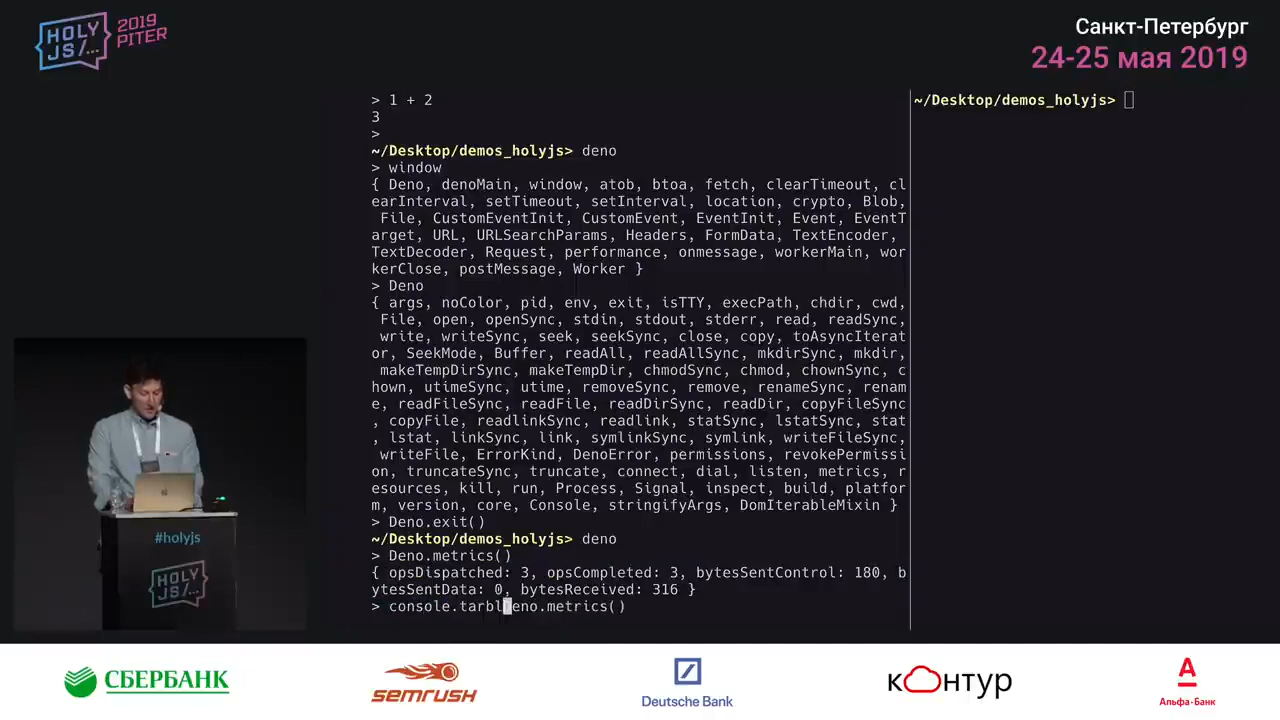 HOLY
JS/...
2019
PITER
Санкт-Петербург
24-25 мая 2019
> 1 + 2
3
>
~/Desktop/demos_holyjs> deno
> window
{ Deno, denoMain, window, atob, btoa, fetch, clearTimeout, cl
earInterval, setTimeout, setInterval, location, crypto, Blob,
File, CustomEventInit, CustomEvent, EventInit, Event, EventT
arget, URL, URLSearchParams, Headers, FormData, TextEncoder,
TextDecoder, Request, performance, onmessage, workerMain, wor
kerClose, postMessage, Worker }
> Deno
{ args, noColor, pid, env, exit, isTTY, execPath, chdir, cwd,
File, open, openSync, stdin, stdout, stderr, read, readSync,
write, writeSync, seek, seekSync, close, copy, toAsyncIterat
or, SeekMode, Buffer, readAll, readAllSync, mkdirSync, mkdir,
makeTempDirSync, makeTempDir, chmodSync, chmod, chownSync, c
hown, utimeSync, utime, removeSync, remove, renameSync, renam
e, readFileSync, readFile, readDirSync, readDir, copyFileSync
, copyFile, readlinkSync, readlink, statSync, lstatSync, stat
, lstat, linkSync, link, symlinkSync, symlink, writeFileSync,
writeFile, ErrorKind, DenoError, permissions, revokePermissi
on, truncateSync, truncate, connect, dial, listen, metrics, r
esources, kill, run, Process, Signal, inspect, build, platfor
m, version, core, Console, stringifyArgs, DomIterableMixin }
> Deno.exit()
~/Desktop/demos_holyjs> deno
> Deno.metrics()
{ opsDispatched: 3, opsCompleted: 3, bytesSentControl: 180, b
ytesSentData: 0, bytesReceived: 316 }
> console.tarbl eno.metrics()
~/Desktop/demos_holyjs>
#holyjs
HOLY
JS/...
СБЕРБАНК
semrush
Deutsche Bank
кОнтур
А
Альфа·Банк